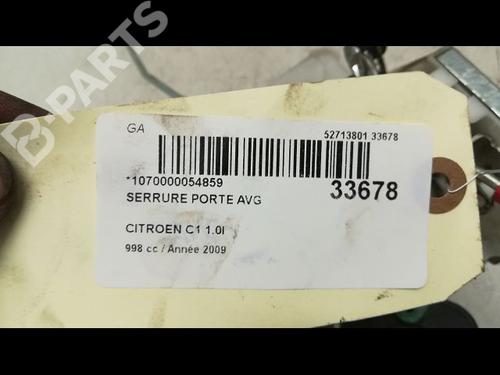 B-PARTS
GA
52713801 33678
*1070000054859
33678
SERRURE PORTE AVG
CITROEN C1 1.0I
998 cc / Année 2009